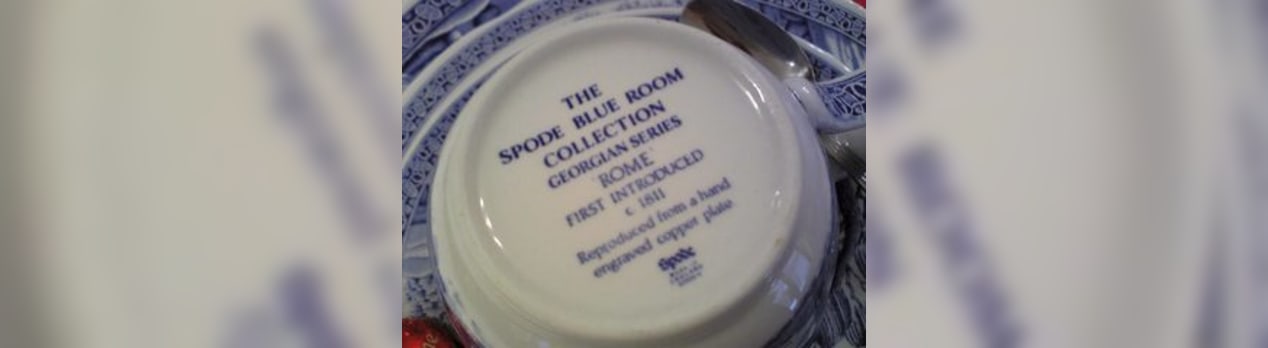 THE
SPODE BLUE ROOM
COLLECTION
GEORGIAN SERIES
'ROME'
FIRST INTRODUCED
c 1811
Reproduced from a hand
engraved copper plate
Spode